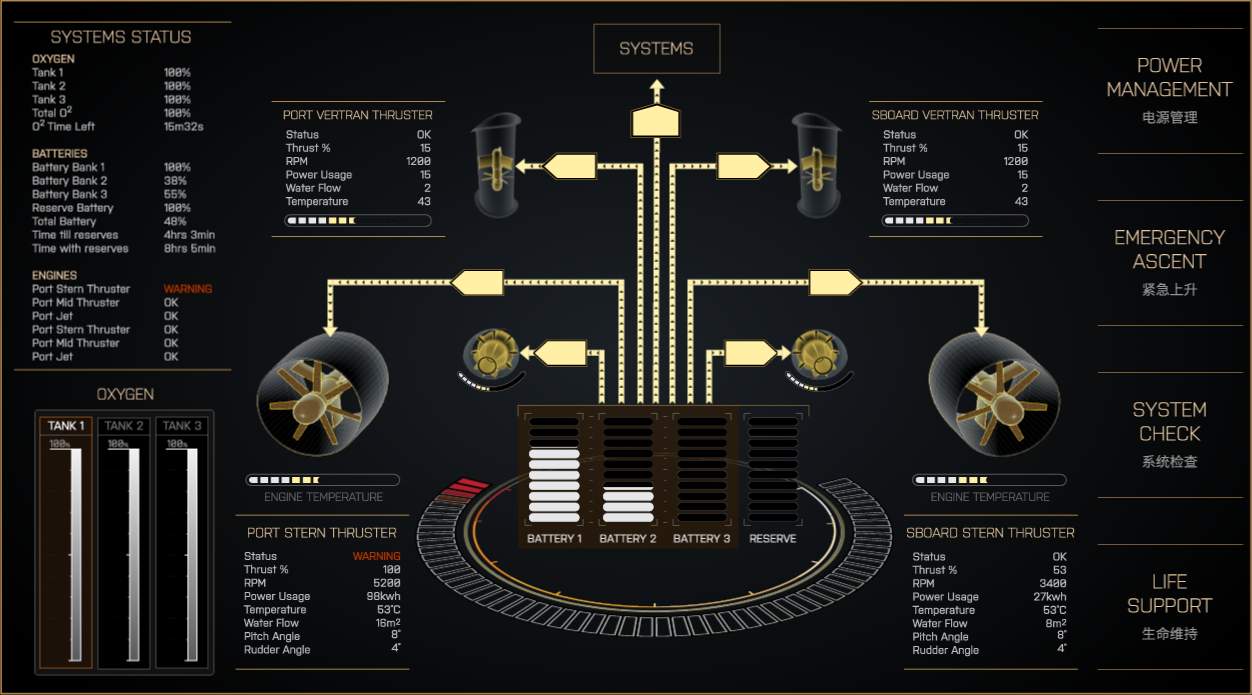 SYSTEMS STATUS
OXYGEN
Tank 1 100%
Tank 2 100%
Tank 3 100%
Total O² 100%
O² Time Left 15m32s
BATTERIES
Battery Bank 1 100%
Battery Bank 2 38%
Battery Bank 3 55%
Reserve Battery 100%
Total Battery 48%
Time till reserves 4hrs 3min
Time with reserves 8hrs 5min
ENGINES
Port Stern Thruster WARNING
Port Mid Thruster OK
Port Jet OK
Port Stern Thruster OK
Port Mid Thruster OK
Port Jet OK
OXYGEN
TANK 1 TANK 2 TANK 3
100% 100% 100%
SYSTEMS
PORT VERTRAN THRUSTER
Status OK
Thrust % 15
RPM 1200
Power Usage 15
Water Flow 2
Temperature 43
SBOARD VERTRAN THRUSTER
Status OK
Thrust % 15
RPM 1200
Power Usage 15
Water Flow 2
Temperature 43
ENGINE TEMPERATURE
PORT STERN THRUSTER
Status WARNING
Thrust % 100
RPM 5200
Power Usage 98kwh
Temperature 53°C
Water Flow 16m²
Pitch Angle 8°
Rudder Angle 4°
BATTERY 1 BATTERY 2 BATTERY 3 RESERVE
ENGINE TEMPERATURE
SBOARD STERN THRUSTER
Status OK
Thrust % 53
RPM 3400
Power Usage 27kwh
Temperature 53°C
Water Flow 8m²
Pitch Angle 8°
Rudder Angle 4°
POWER
MANAGEMENT
电源管理
EMERGENCY
ASCENT
紧急上升
SYSTEM
CHECK
系统检查
LIFE
SUPPORT
生命维持